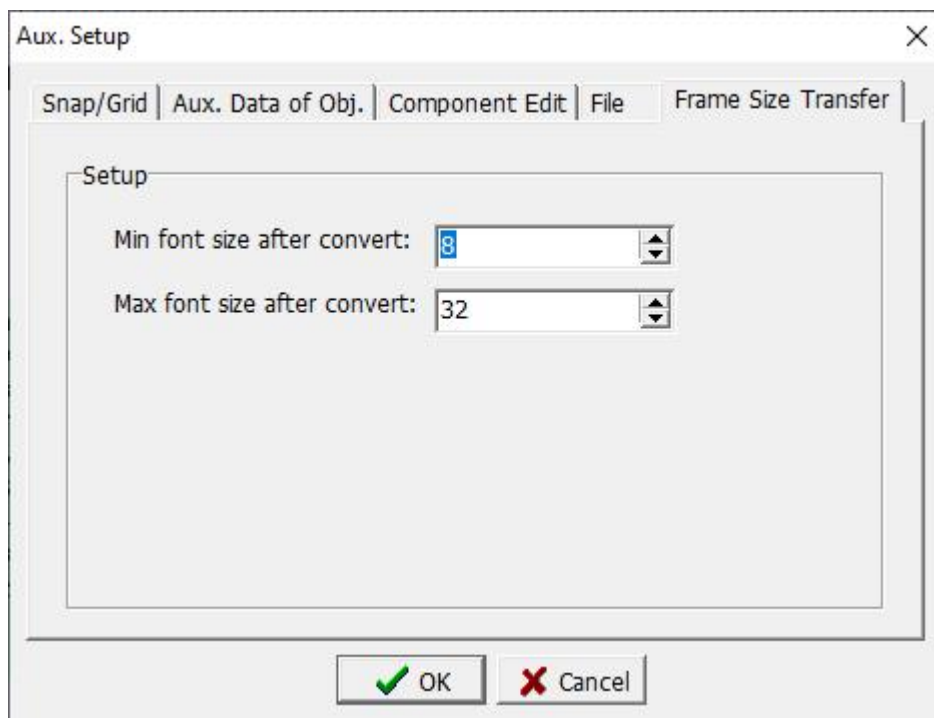 Aux. Setup
Snap/Grid Aux. Data of Obj. Component Edit File Frame Size Transfer
Setup
Min font size after convert: 8
Max font size after convert: 32
OK Cancel